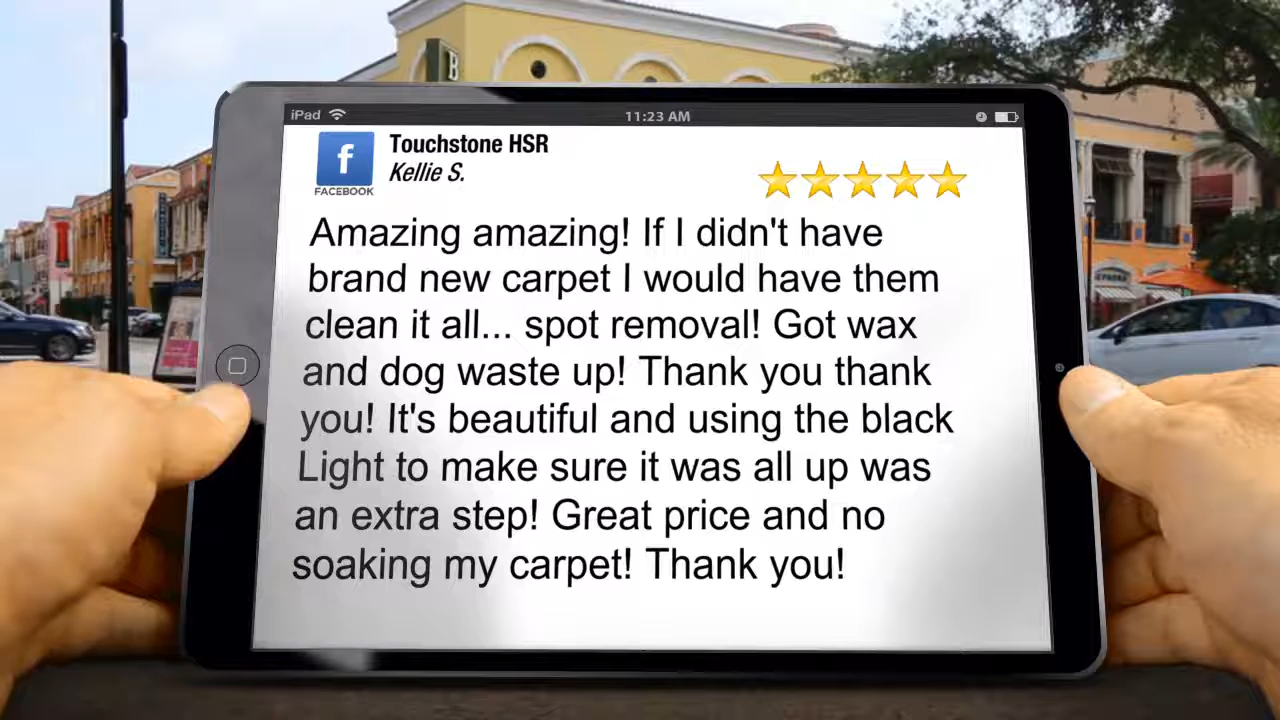 iPad 11:23 AM
f
FACEBOOK
Touchstone HSR
Kellie S.
Amazing amazing! If I didn't have
brand new carpet I would have them
clean it all... spot removal! Got wax
and dog waste up! Thank you thank
you! It's beautiful and using the black
Light to make sure it was all up was
an extra step! Great price and no
soaking my carpet! Thank you!
B
SEPHORA